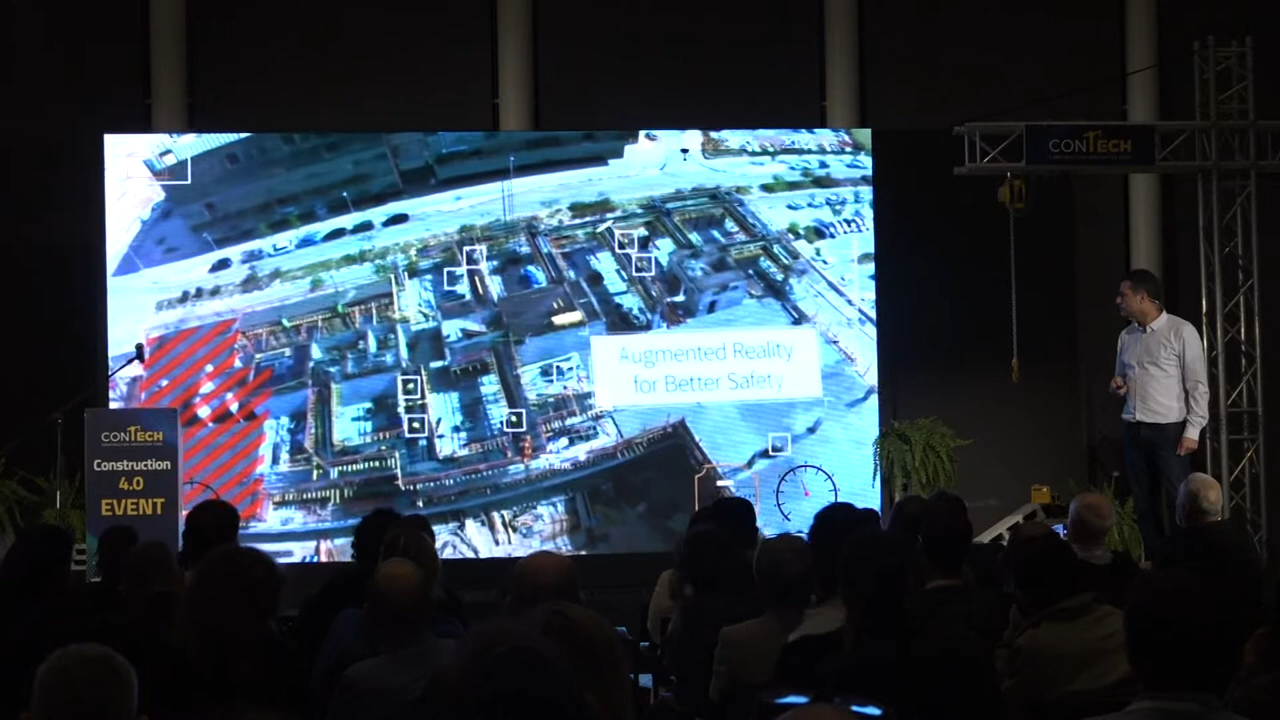 CONTECH
Augmented Reality
for Better Safety
CONTECH
Construction
4.0
EVENT